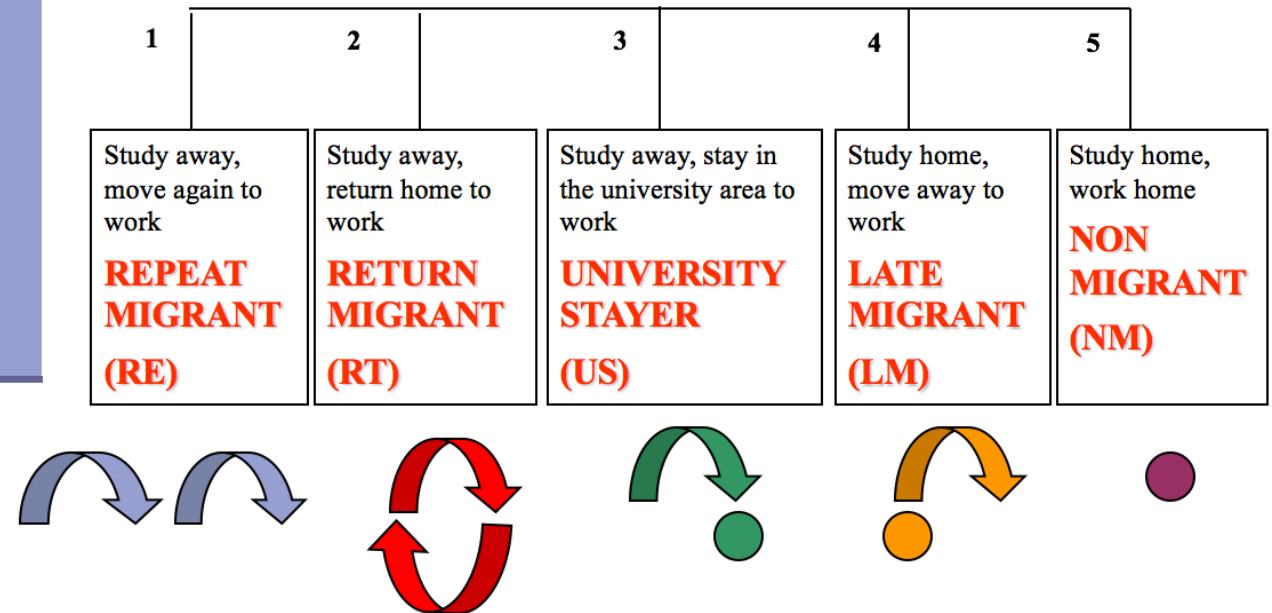 1
2
3
4
5
Study away,
move again to
work
REPEAT
MIGRANT
(RE)
Study away,
return home to
work
RETURN
MIGRANT
(RT)
Study away, stay in
the university area to
work
UNIVERSITY
STAYER
(US)
Study home,
move away to
work
LATE
MIGRANT
(LM)
Study home,
work home
NON
MIGRANT
(NM)